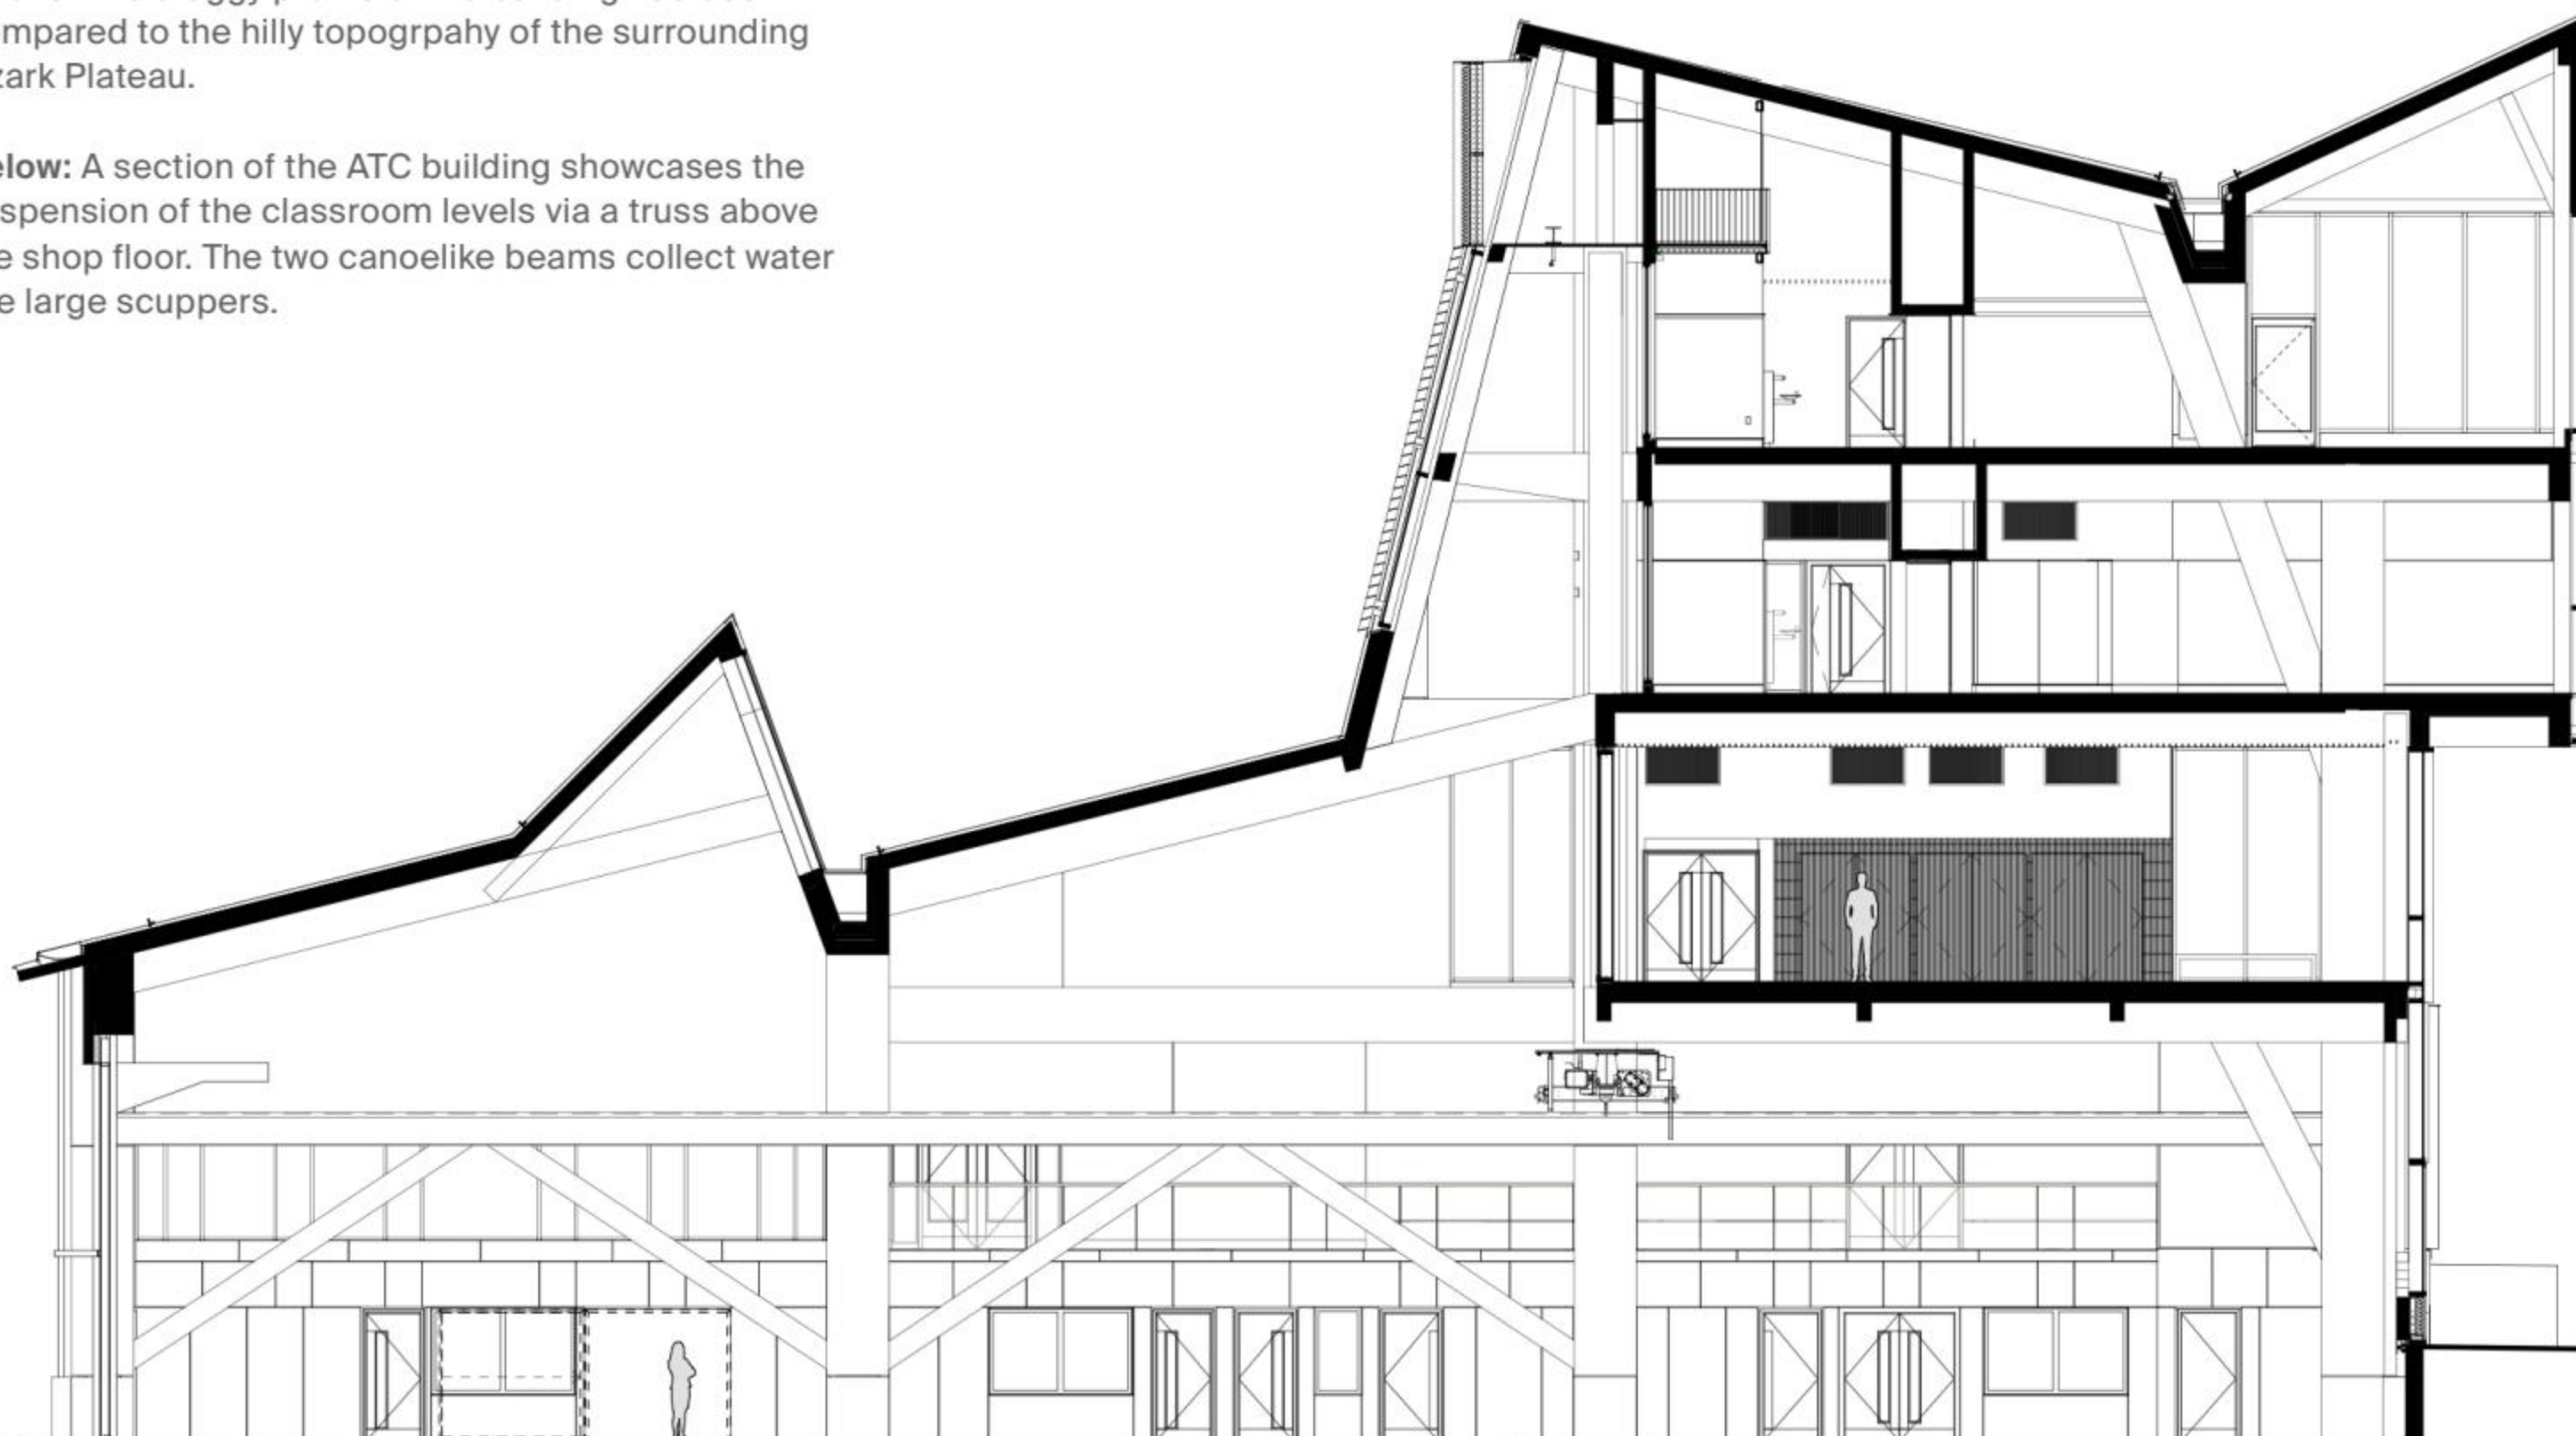 mpared to the hilly topogrpahy of the surrounding
zark Plateau.
elow: A section of the ATC building showcases the
spension of the classroom levels via a truss above
e shop floor. The two canoelike beams collect water
e large scuppers.